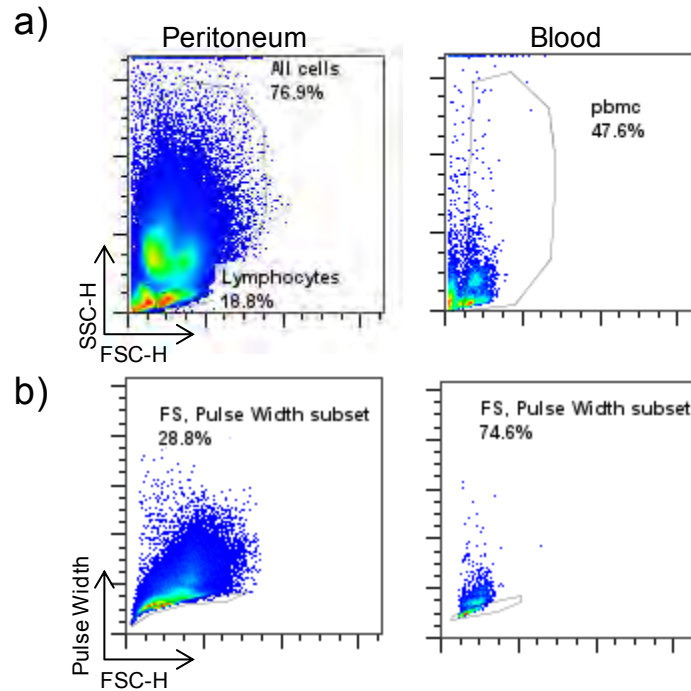 a)
Peritoneum
Blood
All cells
76.9%
pbmc
47.6%
Lymphocytes
18.8%
SSC-H
FSC-H
b)
FS, Pulse Width subset
28.8%
FS, Pulse Width subset
74.6%
Pulse Width
FSC-H